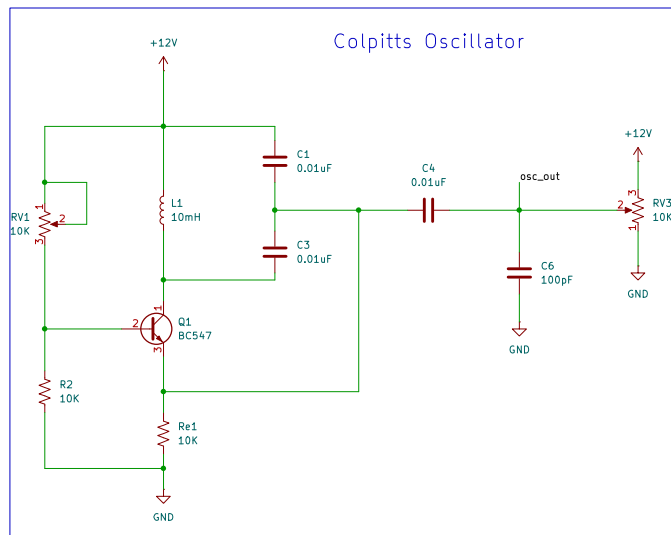 Colpitts Oscillator
+12V
+12V
C1
0.01uF
C4
0.01uF
osc_out
1
RV1
2
10K
3
L1
10mH
3
RV3
2
10K
1
C3
0.01uF
C6
100pF
GND
1
Q1
2
BC547
3
GND
R2
10K
Re1
10K
GND